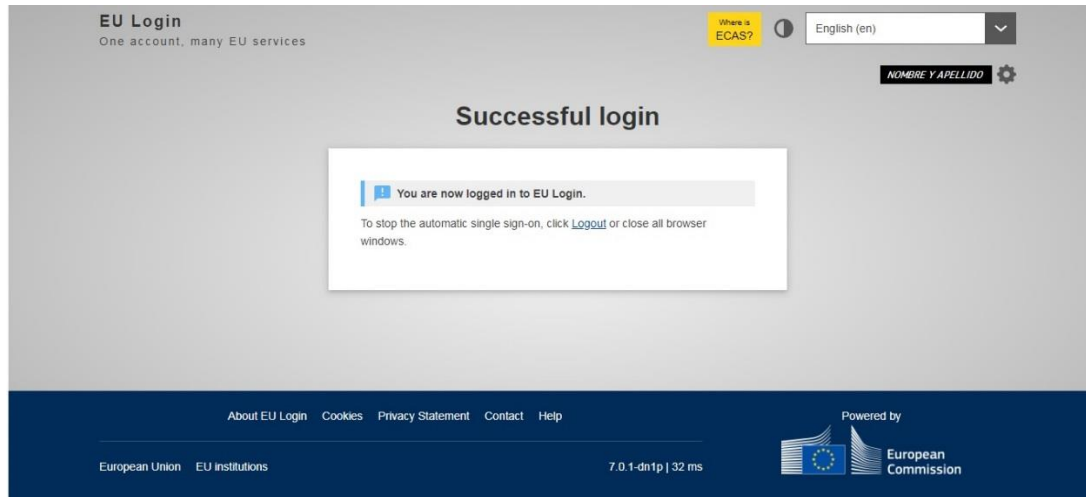 EU Login
One account, many EU services
Where is
ECAS?
English (en)
NOMBRE Y APELLIDO
Successful login
You are now logged in to EU Login.
To stop the automatic single sign-on, click Logout or close all browser
windows.
About EU Login Cookies Privacy Statement Contact Help
Powered by
European Union EU institutions
7.0.1-dn1p | 32 ms
European
Commission